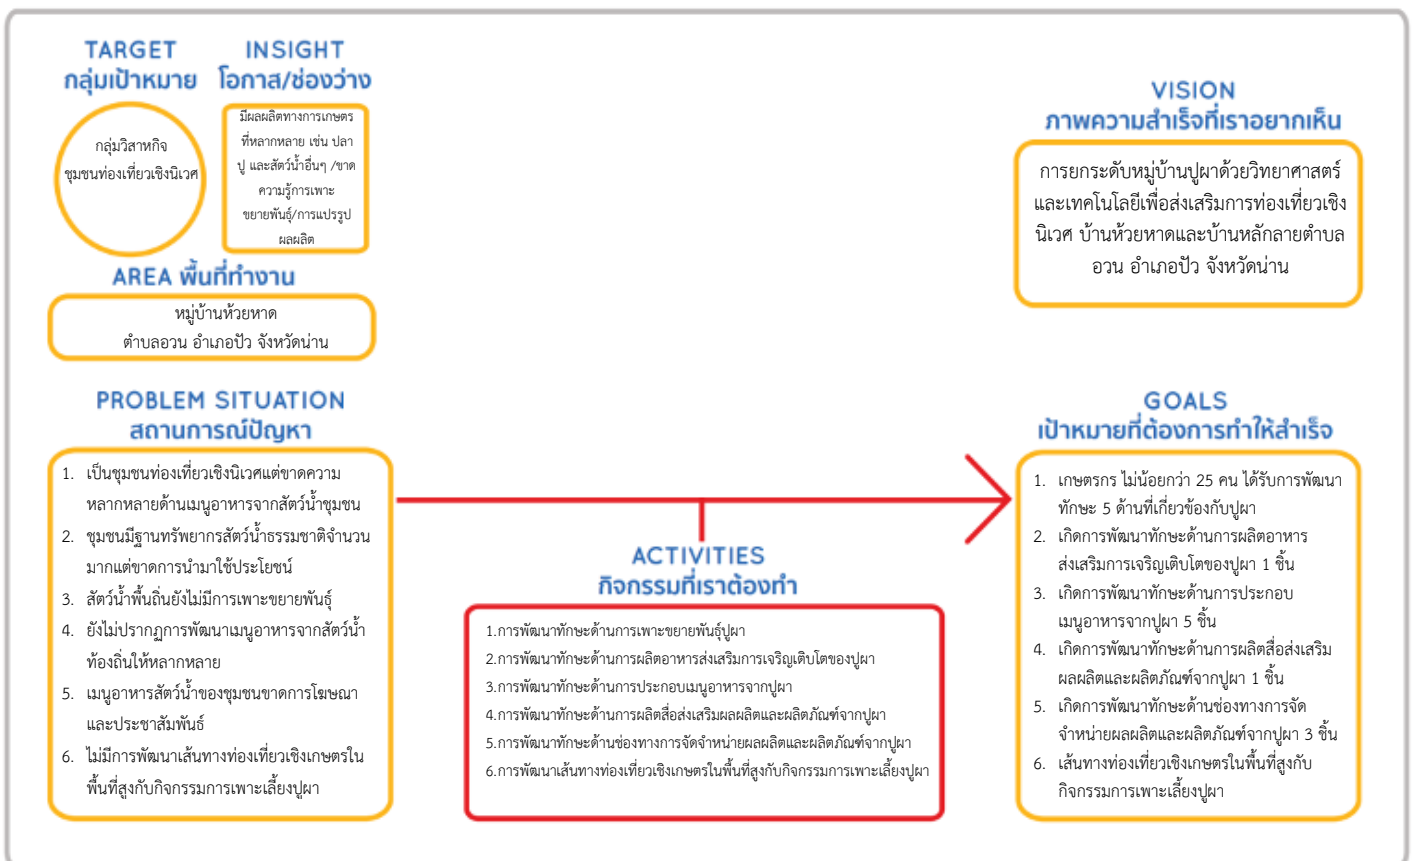 TARGET
กลุ่มเป้าหมาย
กลุ่มวิสาหกิจ
ชุมชนท่องเที่ยวเชิงนิเวศ
INSIGHT
โอกาส/ช่องว่าง
มีผลผลิตทางการเกษตร
ที่หลากหลาย เช่น ปลา
ปู และสัตว์น้ำอื่นๆ /ขาด
ความรู้การเพาะ
ขยายพันธุ์/การแปรรูป
ผลผลิต
AREA พื้นที่ทำงาน
หมู่บ้านห้วยหาด
ตำบลอวน อำเภอปัว จังหวัดน่าน
VISION
ภาพความสำเร็จที่เราอยากเห็น
การยกระดับหมู่บ้านปูผาด้วยวิทยาศาสตร์
และเทคโนโลยีเพื่อส่งเสริมการท่องเที่ยวเชิง
นิเวศ บ้านห้วยหาดและบ้านหลักลายตำบล
อวน อำเภอปัว จังหวัดน่าน
PROBLEM SITUATION
สถานการณ์ปัญหา
1. เป็นชุมชนท่องเที่ยวเชิงนิเวศแต่ขาดความ
หลากหลายด้านเมนูอาหารจากสัตว์น้ำชุมชน
2. ชุมชนมีฐานทรัพยากรสัตว์น้ำธรรมชาติจำนวน
มากแต่ขาดการนำมาใช้ประโยชน์
3. สัตว์น้ำพื้นถิ่นยังไม่มีการเพาะขยายพันธุ์
4. ยังไม่ปรากฏการพัฒนาเมนูอาหารจากสัตว์น้ำ
ท้องถิ่นให้หลากหลาย
5. เมนูอาหารสัตว์น้ำของชุมชนขาดการโฆษณา
และประชาสัมพันธ์
6. ไม่มีการพัฒนาเส้นทางท่องเที่ยวเชิงเกษตรใน
พื้นที่สูงกับกิจกรรมการเพาะเลี้ยงปูผา
ACTIVITIES
กิจกรรมที่เราต้องทำ
1.การพัฒนาทักษะด้านการเพาะขยายพันธุ์ปูผา
2.การพัฒนาทักษะด้านการผลิตอาหารส่งเสริมการเจริญเติบโตของปูผา
3.การพัฒนาทักษะด้านการประกอบเมนูอาหารจากปูผา
4.การพัฒนาทักษะด้านการผลิตสื่อส่งเสริมผลผลิตและผลิตภัณฑ์จากปูผา
5.การพัฒนาทักษะด้านช่องทางการจัดจำหน่ายผลผลิตและผลิตภัณฑ์จากปูผา
6.การพัฒนาเส้นทางท่องเที่ยวเชิงเกษตรในพื้นที่สูงกับกิจกรรมการเพาะเลี้ยงปูผา
GOALS
เป้าหมายที่ต้องการทำให้สำเร็จ
1. เกษตรกร ไม่น้อยกว่า 25 คน ได้รับการพัฒนา
ทักษะ 5 ด้านที่เกี่ยวข้องกับปูผา
2. เกิดการพัฒนาทักษะด้านการผลิตอาหาร
ส่งเสริมการเจริญเติบโตของปูผา 1 ชิ้น
3. เกิดการพัฒนาทักษะด้านการประกอบ
เมนูอาหารจากปูผา 5 ชิ้น
4. เกิดการพัฒนาทักษะด้านการผลิตสื่อส่งเสริม
ผลผลิตและผลิตภัณฑ์จากปูผา 1 ชิ้น
5. เกิดการพัฒนาทักษะด้านช่องทางการจัด
จำหน่ายผลผลิตและผลิตภัณฑ์จากปูผา 3 ชิ้น
6. เส้นทางท่องเที่ยวเชิงเกษตรในพื้นที่สูงกับ
กิจกรรมการเพาะเลี้ยงปูผา